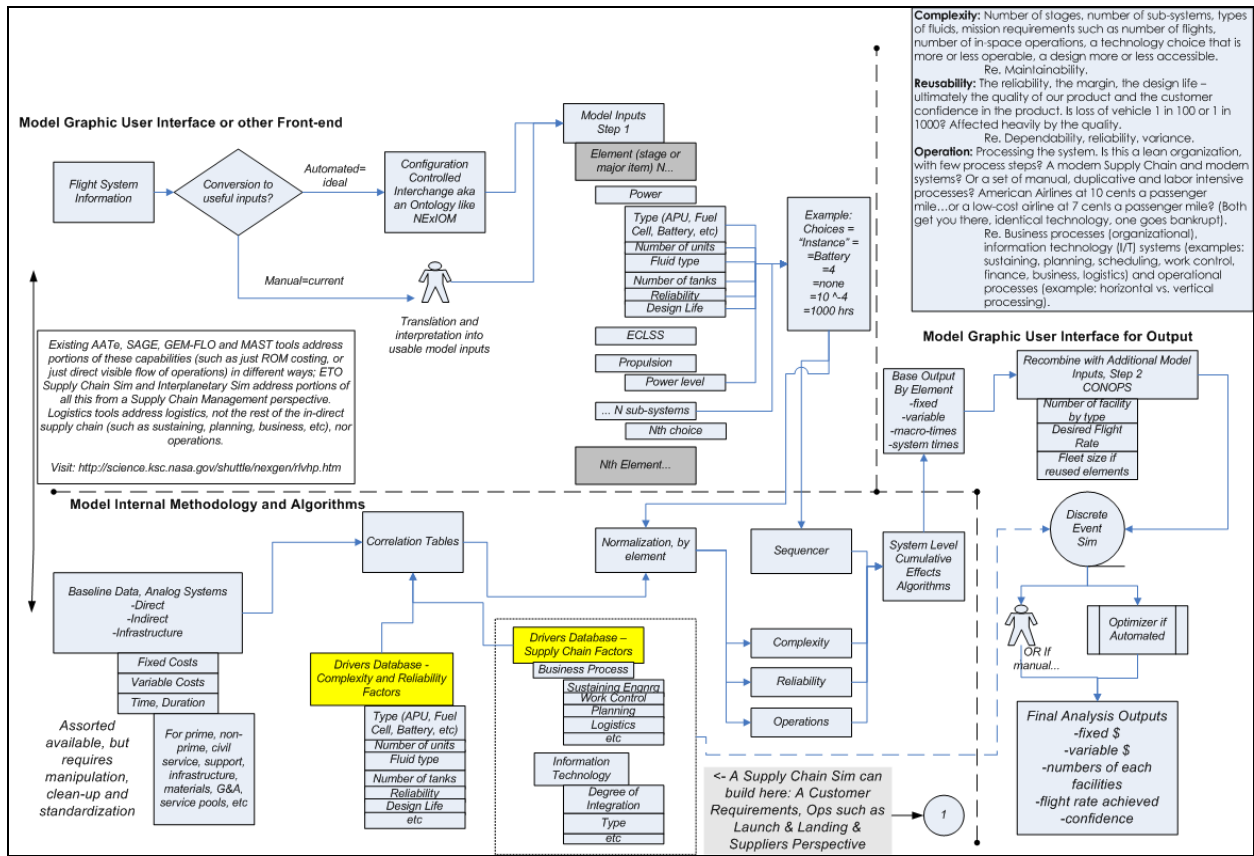 Complexity: Number of stages, number of sub-systems, types
of fluids, mission requirements such as number of flights,
number of in-space operations, a technology choice that is
more or less operable, a design more or less accessible.
Re. Maintainability.
Reusability: The reliability, the margin, the design life –
ultimately the quality of our product and the customer
confidence in the product. Is loss of vehicle 1 in 100 or 1 in
1000? Affected heavily by the quality.
Re. Dependability, reliability, variance.
Operation: Processing the system. Is this a lean organization,
with few process steps? A modern Supply Chain and modern
systems? Or a set of manual, duplicative and labor intensive
processes? American Airlines at 10 cents a passenger
mile…or a low-cost airline at 7 cents a passenger mile? (Both
get you there, identical technology, one goes bankrupt).
Re. Business processes (organizational),
information technology (I/T) systems (examples:
sustaining, planning, scheduling, work control,
finance, business, logistics) and operational
processes (example: horizontal vs. vertical
processing).
Model Graphic User Interface or other Front-end
Flight System
Information
Conversion to
useful inputs?
Automated=
ideal
Configuration
Controlled
Interchange aka
an Ontology like
NExIOM
Manual=current
Translation and
interpretation into
usable model inputs
Model Inputs
Step 1
Element (stage or
major item) N...
Power
Type (APU, Fuel
Cell, Battery, etc)
Number of units
Fluid type
Number of tanks
Reliability
Design Life
ECLSS
Propulsion
Power level
... N sub-systems
Nth choice
Nth Element...
Example:
Choices =
“Instance” =
=Battery
=4
=none
=10 ^-4
=1000 hrs
Existing AATe, SAGE, GEM-FLO and MAST tools address
portions of these capabilities (such as just ROM costing, or
just direct visible flow of operations) in different ways; ETO
Supply Chain Sim and Interplanetary Sim address portions of
all this from a Supply Chain Management perspective.
Logistics tools address logistics, not the rest of the in-direct
supply chain (such as sustaining, planning, business, etc), nor
operations.
Visit: http://science.ksc.nasa.gov/shuttle/nexgen/rlvhp.htm
Model Graphic User Interface for Output
Base Output
By Element
-fixed
-variable
-macro-times
-system times
Recombine with Additional Model
Inputs, Step 2
CONOPS
Number of facility
by type
Desired Flight
Rate
Fleet size if
reused elements
Discrete
Event
Sim
OR If
manual...
Optimizer if
Automated
Final Analysis Outputs
-fixed $
-variable $
-numbers of each
facilities
-flight rate achieved
-confidence
Model Internal Methodology and Algorithms
Baseline Data, Analog Systems
-Direct
-Indirect
-Infrastructure
Fixed Costs
Variable Costs
Time, Duration
For prime, non-
prime, civil
service, support,
infrastructure,
materials, G&A,
service pools, etc
Assorted
available, but
requires
manipulation,
clean-up and
standardization
Correlation Tables
Drivers Database -
Complexity and Reliability
Factors
Type (APU, Fuel
Cell, Battery, etc)
Number of units
Fluid type
Number of tanks
Reliability
Design Life
etc
Drivers Database –
Supply Chain Factors
Business Process
Sustaining Engnrg
Work Control
Planning
Logistics
etc
Information
Technology
Degree of
Integration
Type
etc
Normalization, by
element
Sequencer
Complexity
Reliability
Operations
System Level
Cumulative
Effects
Algorithms
<- A Supply Chain Sim can
build here: A Customer
Requirements, Ops such as
Launch & Landing &
Suppliers Perspective
1